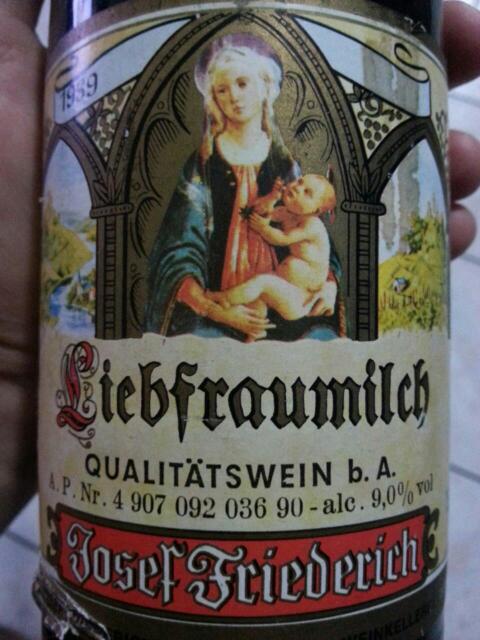 1989
Liebfraumilch
QUALITÄTSWEIN b. A.
A. P. Nr. 4 907 092 036 90 - alc. 9,0% vol
Josef Friederich